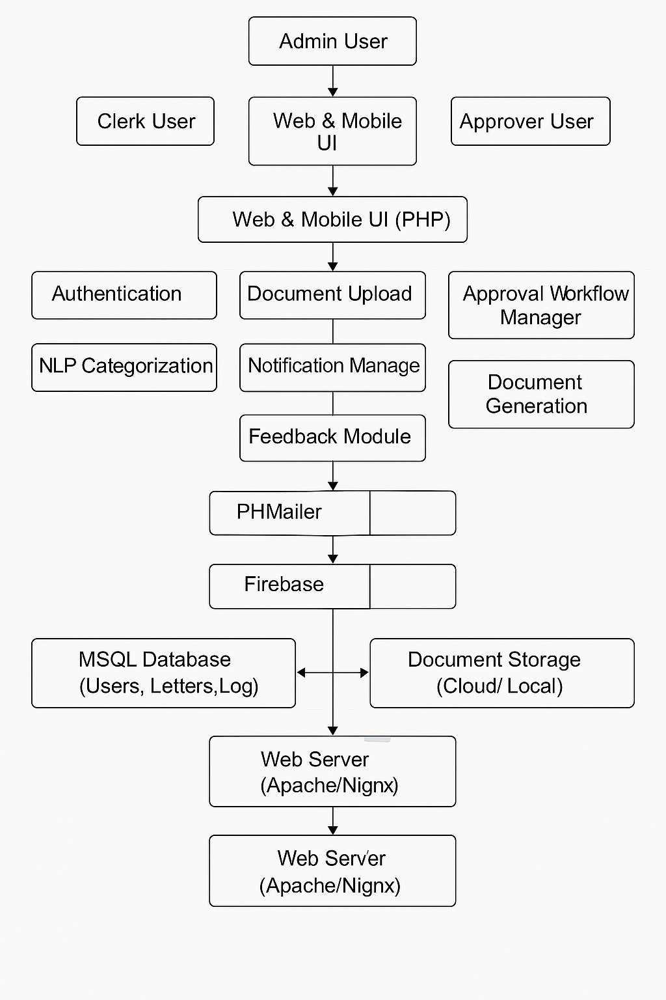 Admin User
Clerk User
Web & Mobile
UI
Approver User
Web & Mobile UI (PHP)
Authentication
Document Upload
Approval Workflow
Manager
NLP Categorization
Notification Manage
Document
Generation
Feedback Module
PHMailer
Firebase
MSQL Database
(Users, Letters,Log)
Document Storage
(Cloud/ Local)
Web Server
(Apache/Nignx)
Web Server
(Apache/Nignx)